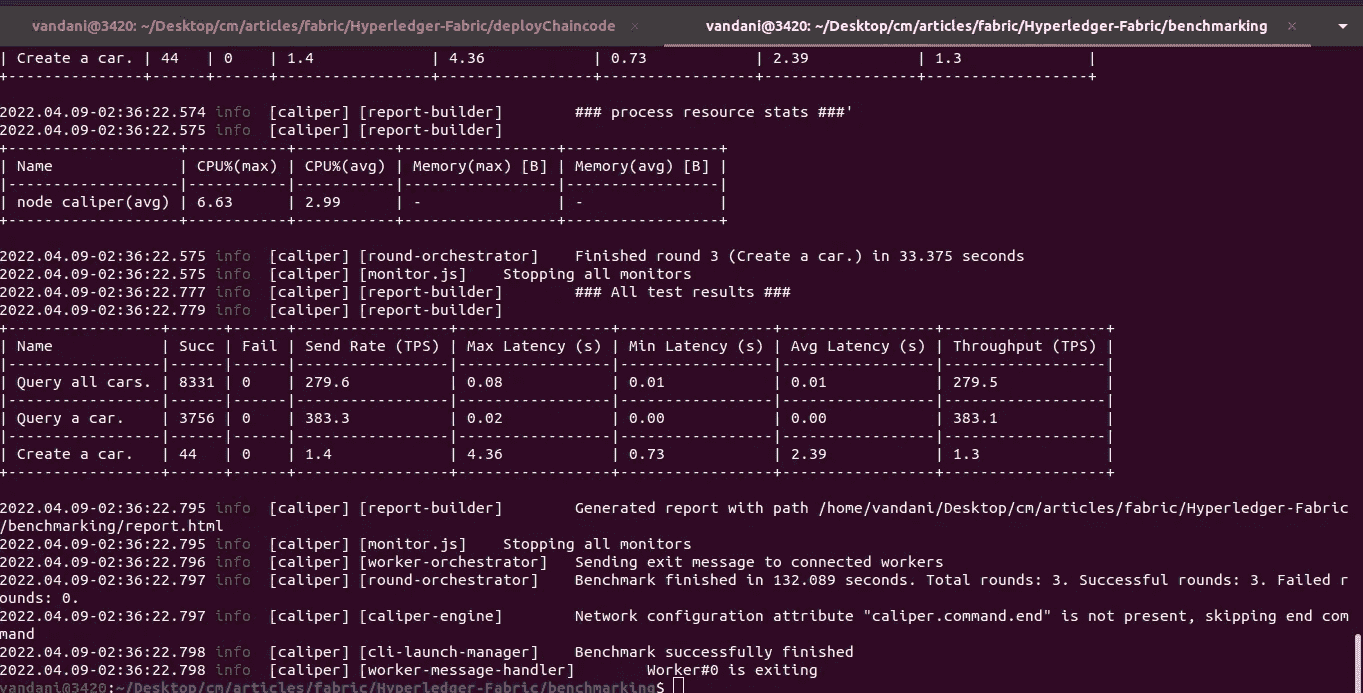 vandani@3420: ~/Desktop/cm/articles/fabric/Hyperledger-Fabric/deployChaincode × vandani@3420: ~/Desktop/cm/articles/fabric/Hyperledger-Fabric/benchmarking ×
| Create a car. | 44 | 0 | 1.4 | 4.36 | 0.73 | 2.39 | 1.3 |
2022.04.09-02:36:22.574 info [caliper] [report-builder] ### process resource stats ###'
2022.04.09-02:36:22.575 info [caliper] [report-builder]
| Name | CPU%(max) | CPU%(avg) | Memory(max) [B] | Memory(avg) [B] |
| node caliper(avg) | 6.63 | 2.99 | - | - |
2022.04.09-02:36:22.575 info [caliper] [round-orchestrator] Finished round 3 (Create a car.) in 33.375 seconds
2022.04.09-02:36:22.575 info [caliper] [monitor.js] Stopping all monitors
2022.04.09-02:36:22.777 info [caliper] [report-builder] ### All test results ###
2022.04.09-02:36:22.779 info [caliper] [report-builder]
| Name | Succ | Fail | Send Rate (TPS) | Max Latency (s) | Min Latency (s) | Avg Latency (s) | Throughput (TPS) |
| Query all cars. | 8331 | 0 | 279.6 | 0.08 | 0.01 | 0.01 | 279.5 |
| Query a car. | 3756 | 0 | 383.3 | 0.02 | 0.00 | 0.00 | 383.1 |
| Create a car. | 44 | 0 | 1.4 | 4.36 | 0.73 | 2.39 | 1.3 |
2022.04.09-02:36:22.795 info [caliper] [report-builder] Generated report with path /home/vandani/Desktop/cm/articles/fabric/Hyperledger-Fabric
/benchmarking/report.html
2022.04.09-02:36:22.795 info [caliper] [monitor.js] Stopping all monitors
2022.04.09-02:36:22.796 info [caliper] [worker-orchestrator] Sending exit message to connected workers
2022.04.09-02:36:22.797 info [caliper] [round-orchestrator] Benchmark finished in 132.089 seconds. Total rounds: 3. Successful rounds: 3. Failed r
ounds: 0.
2022.04.09-02:36:22.797 info [caliper] [caliper-engine] Network configuration attribute "caliper.command.end" is not present, skipping end com
mand
2022.04.09-02:36:22.798 info [caliper] [cli-launch-manager] Benchmark successfully finished
2022.04.09-02:36:22.798 info [caliper] [worker-message-handler] Worker#0 is exiting
vandani@3420:~/Desktop/cm/articles/fabric/Hyperledger-Fabric/benchmarking$